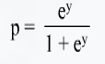 p = e^y / (1 + e^y)